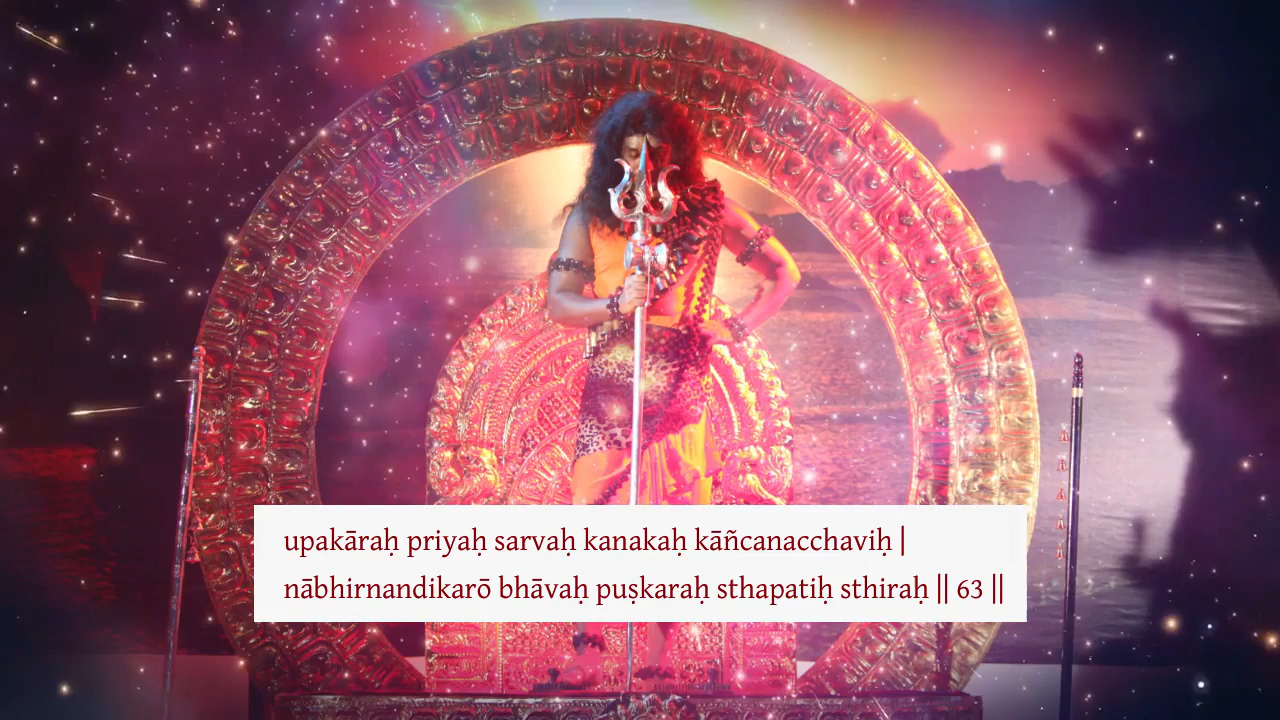 upakāraḥ priyaḥ sarvaḥ kanakaḥ kāñcanacchaviḥ |
nābhirnandikarō bhāvaḥ puṣkaraḥ sthapatiḥ sthiraḥ || 63 ||